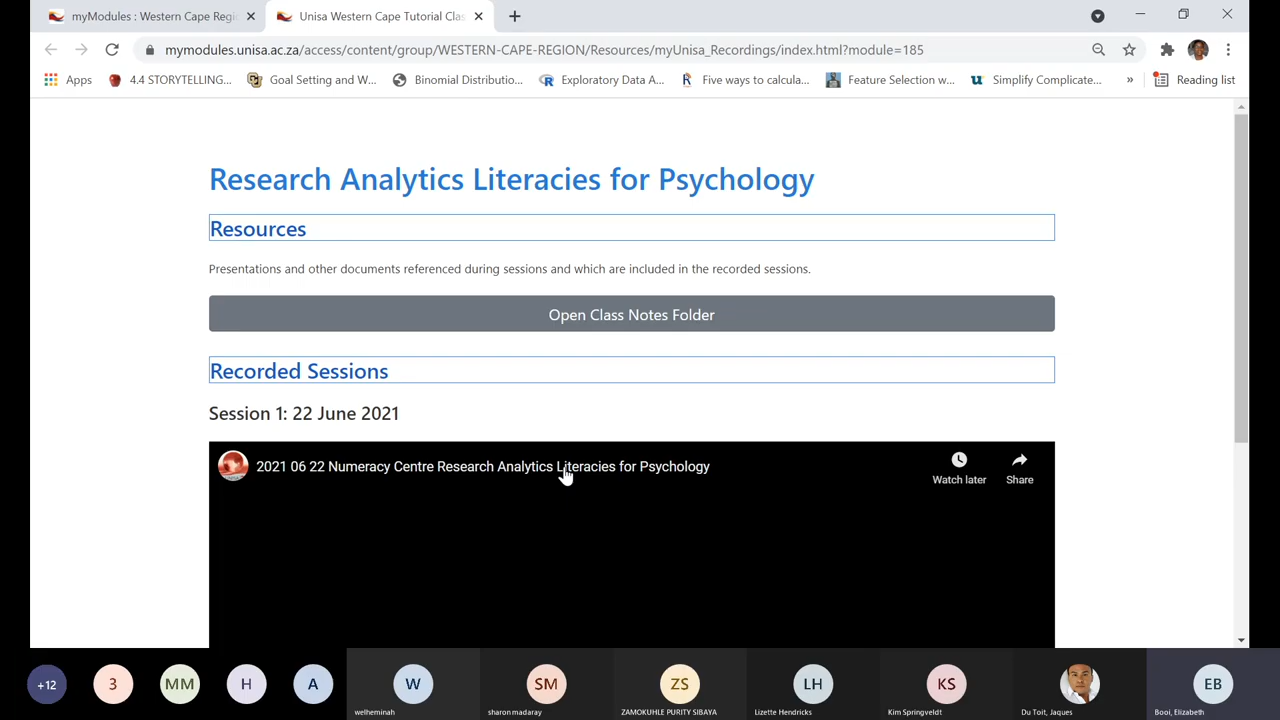 myModules : Western Cape Regi
Unisa Western Cape Tutorial Clas
mymodules.unisa.ac.za/access/content/group/WESTERN-CAPE-REGION/Resources/myUnisa_Recordings/index.html?module=185
Apps
4.4 STORYTELLING...
Goal Setting and W...
Binomial Distributio...
Exploratory Data A...
Five ways to calcula...
Feature Selection w...
Simplify Complicate...
»
Reading list
Research Analytics Literacies for Psychology
Resources
Presentations and other documents referenced during sessions and which are included in the recorded sessions.
Open Class Notes Folder
Recorded Sessions
Session 1: 22 June 2021
2021 06 22 Numeracy Centre Research Analytics Literacies for Psychology
Watch later
Share
+12
3
MM
H
A
W
welheminah
SM
sharon madaray
ZS
ZAMOKUHLE PURITY SIBAYA
LH
Lizette Hendricks
KS
Kim Springveldt
Du Toit, Jaques
EB
Booi, Elizabeth